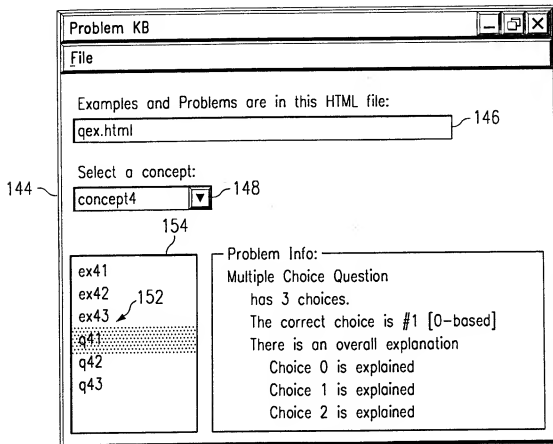 Problem KB
File
Examples and Problems are in this HTML file:
qex.html
146
Select a concept:
144
concept4
148
154
ex41
ex42
ex43
152
q41
q42
q43
Problem Info:
Multiple Choice Question
has 3 choices.
The correct choice is #1 [0-based]
There is an overall explanation
Choice 0 is explained
Choice 1 is explained
Choice 2 is explained